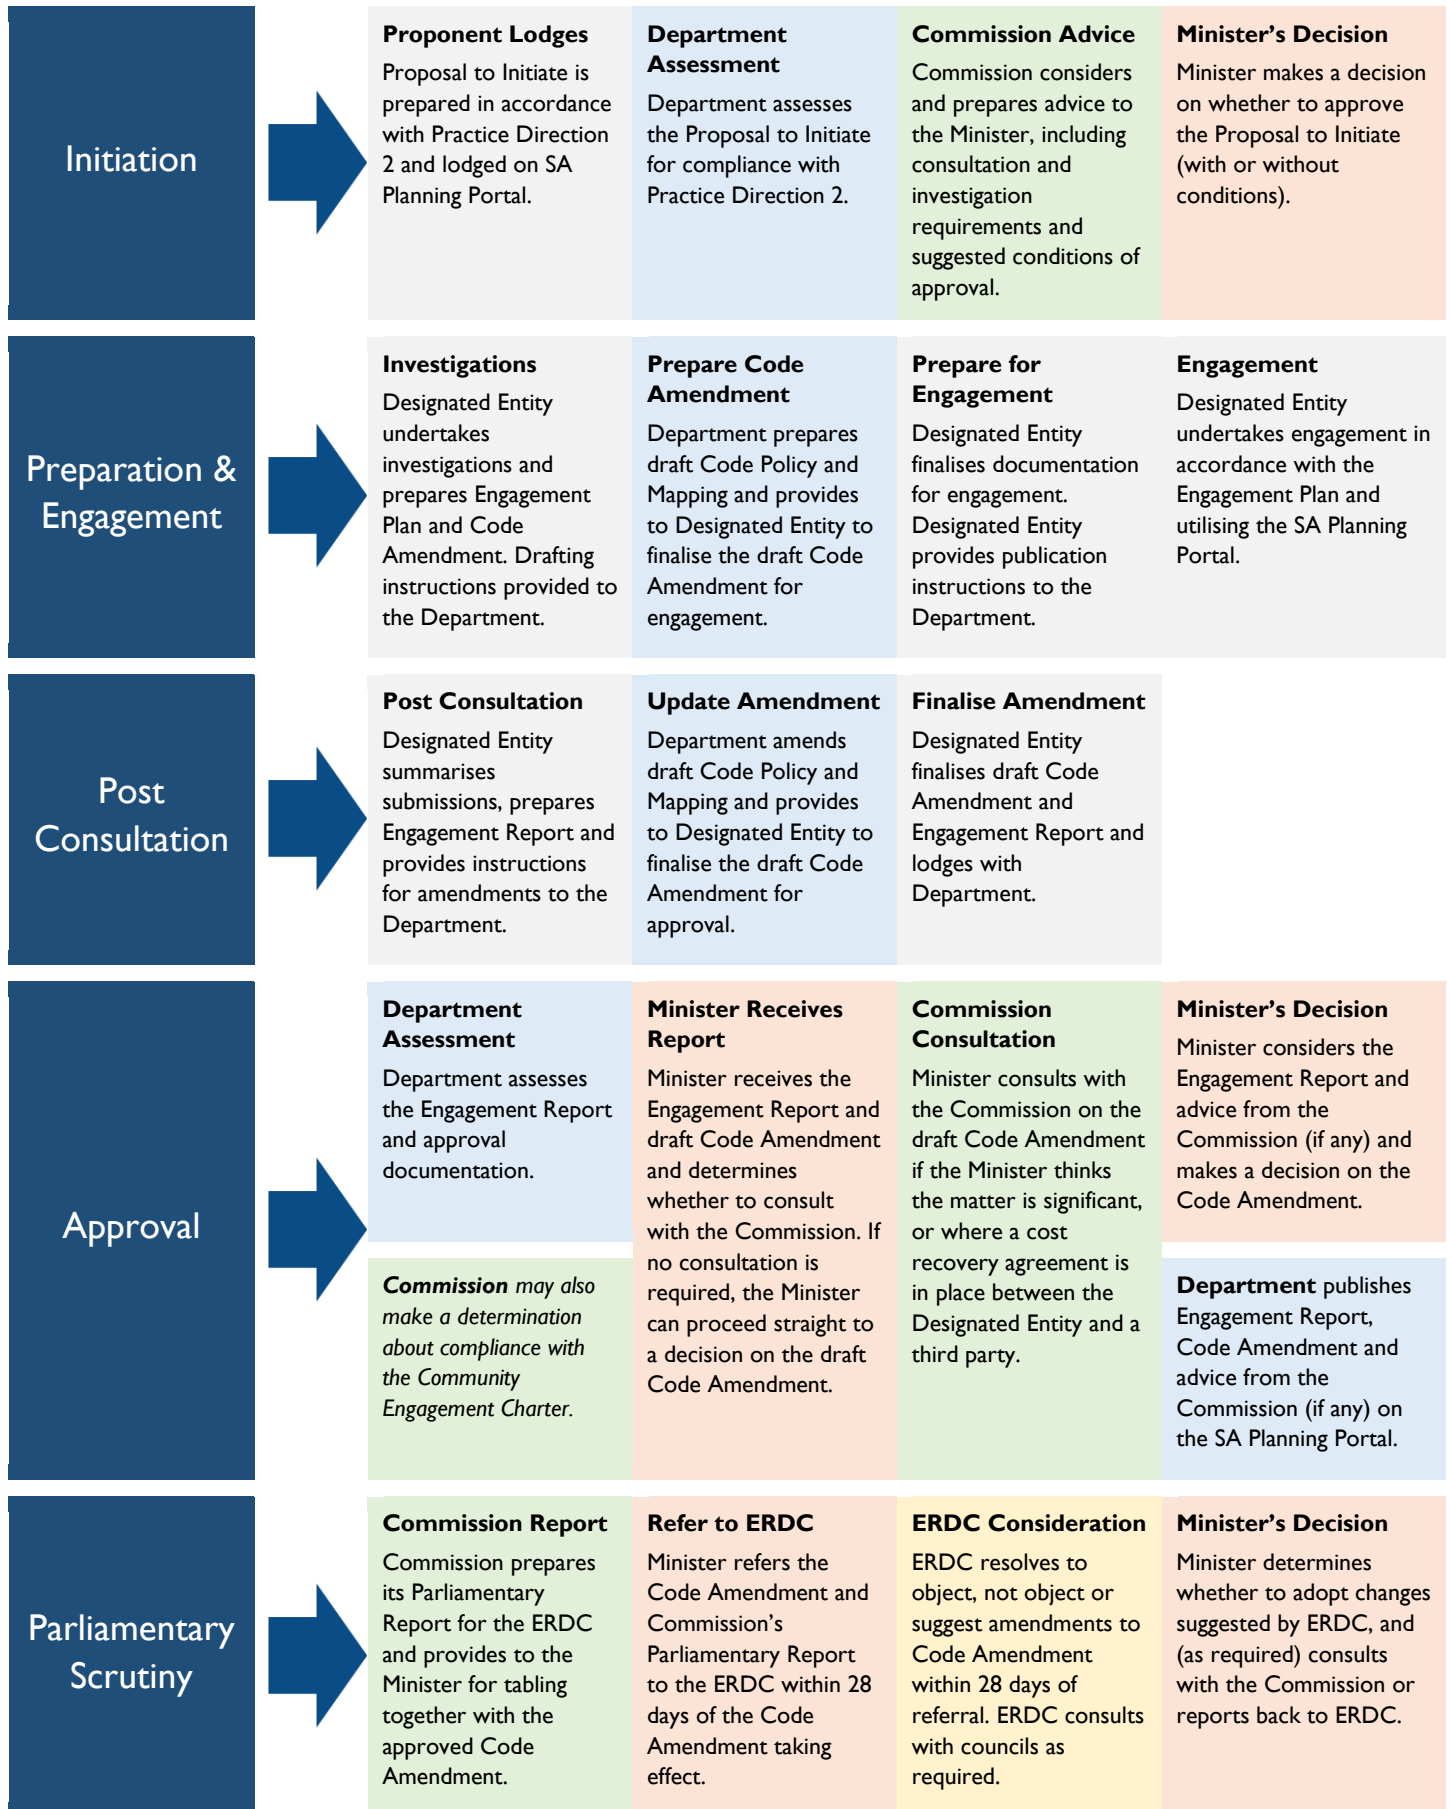 Initiation
Proponent Lodges
Proposal to Initiate is
prepared in accordance
with Practice Direction
2 and lodged on SA
Planning Portal.
Department
Assessment
Department assesses
the Proposal to Initiate
for compliance with
Practice Direction 2.
Commission Advice
Commission considers
and prepares advice to
the Minister, including
consultation and
investigation
requirements and
suggested conditions of
approval.
Minister’s Decision
Minister makes a decision
on whether to approve
the Proposal to Initiate
(with or without
conditions).
Preparation &
Engagement
Investigations
Designated Entity
undertakes
investigations and
prepares Engagement
Plan and Code
Amendment. Drafting
instructions provided to
the Department.
Prepare Code
Amendment
Department prepares
draft Code Policy and
Mapping and provides
to Designated Entity to
finalise the draft Code
Amendment for
engagement.
Prepare for
Engagement
Designated Entity
finalises documentation
for engagement.
Designated Entity
provides publication
instructions to the
Department.
Engagement
Designated Entity
undertakes engagement in
accordance with the
Engagement Plan and
utilising the SA Planning
Portal.
Post
Consultation
Post Consultation
Designated Entity
summarises
submissions, prepares
Engagement Report and
provides instructions
for amendments to the
Department.
Update Amendment
Department amends
draft Code Policy and
Mapping and provides
to Designated Entity to
finalise the draft Code
Amendment for
approval.
Finalise Amendment
Designated Entity
finalises draft Code
Amendment and
Engagement Report and
lodges with
Department.
Approval
Department
Assessment
Department assesses
the Engagement Report
and approval
documentation.
Commission may also
make a determination
about compliance with
the Community
Engagement Charter.
Minister Receives
Report
Minister receives the
Engagement Report and
draft Code Amendment
and determines
whether to consult
with the Commission. If
no consultation is
required, the Minister
can proceed straight to
a decision on the draft
Code Amendment.
Commission
Consultation
Minister consults with
the Commission on the
draft Code Amendment
if the Minister thinks
the matter is significant,
or where a cost
recovery agreement is
in place between the
Designated Entity and a
third party.
Minister’s Decision
Minister considers the
Engagement Report and
advice from the
Commission (if any) and
makes a decision on the
Code Amendment.
Department publishes
Engagement Report,
Code Amendment and
advice from the
Commission (if any) on
the SA Planning Portal.
Parliamentary
Scrutiny
Commission Report
Commission prepares
its Parliamentary
Report for the ERDC
and provides to the
Minister for tabling
together with the
approved Code
Amendment.
Refer to ERDC
Minister refers the
Code Amendment and
Commission’s
Parliamentary Report
to the ERDC within 28
days of the Code
Amendment taking
effect.
ERDC Consideration
ERDC resolves to
object, not object or
suggest amendments to
Code Amendment
within 28 days of
referral. ERDC consults
with councils as
required.
Minister’s Decision
Minister determines
whether to adopt changes
suggested by ERDC, and
(as required) consults
with the Commission or
reports back to ERDC.